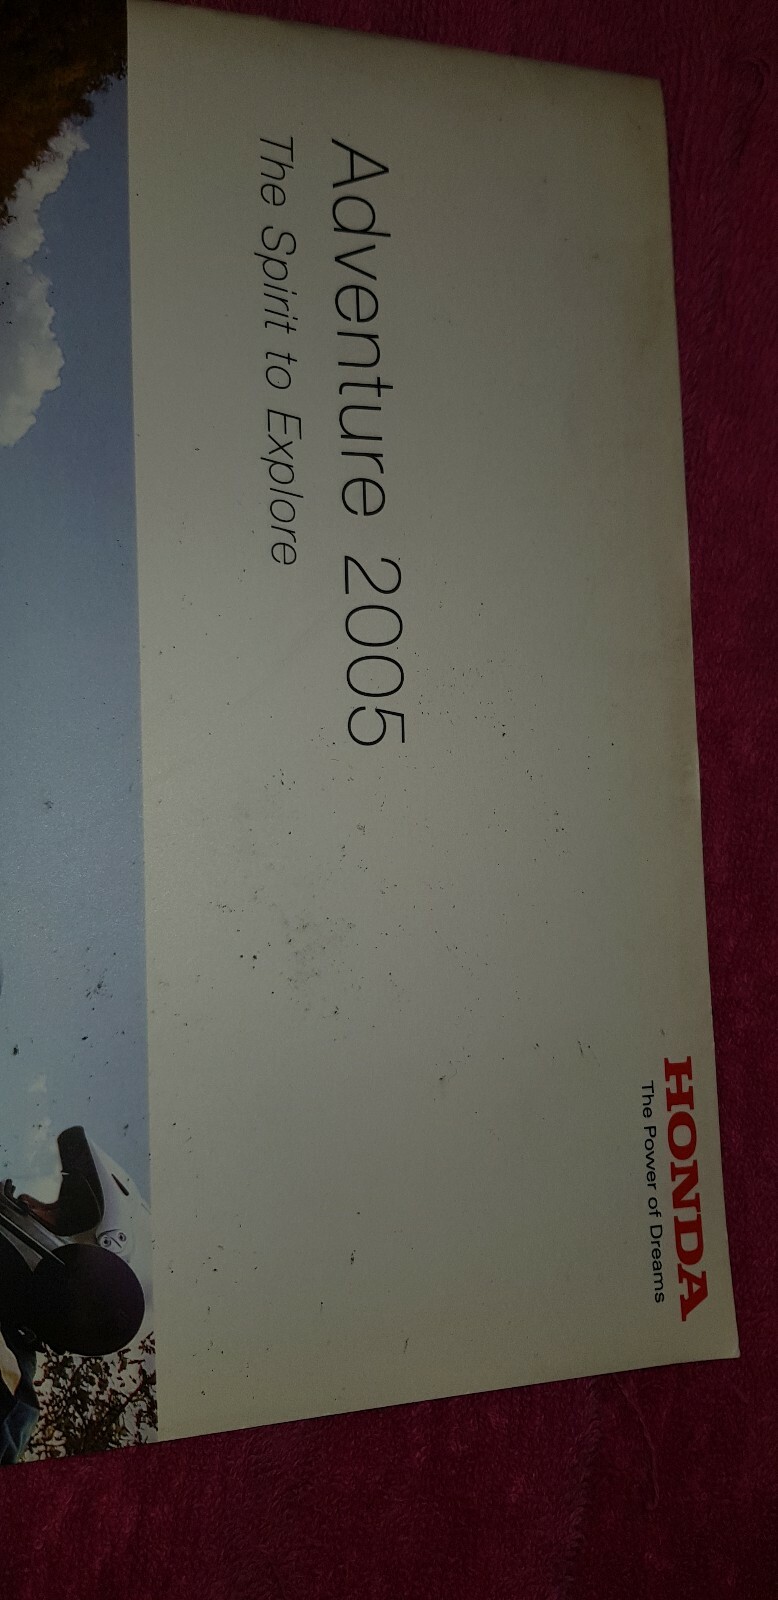 HONDA
The Power of Dreams
Adventure 2005
The Spirit to Explore